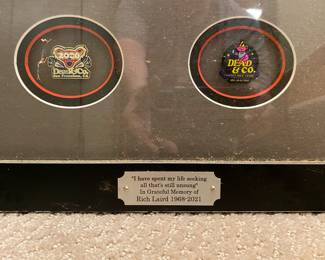 2020
Dead & Co.
San Francisco, CA
DEAD
& CO.
"I have spent my life seeking
all that's still unsung"
In Grateful Memory of
Rich Laird 1968-2021